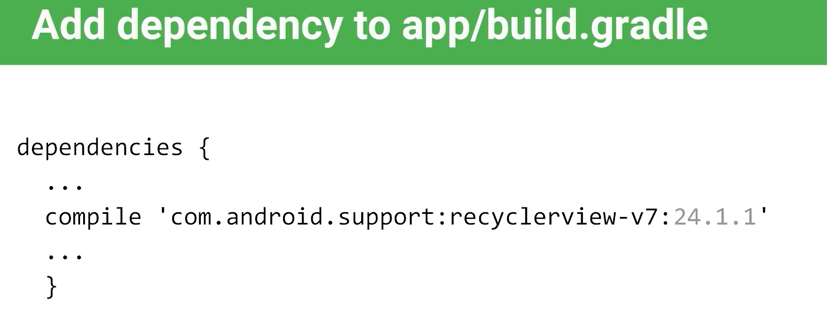 Add dependency to app/build.gradle
dependencies {
...
compile 'com.android.support:recyclerview-v7:24.1.1'
...
}